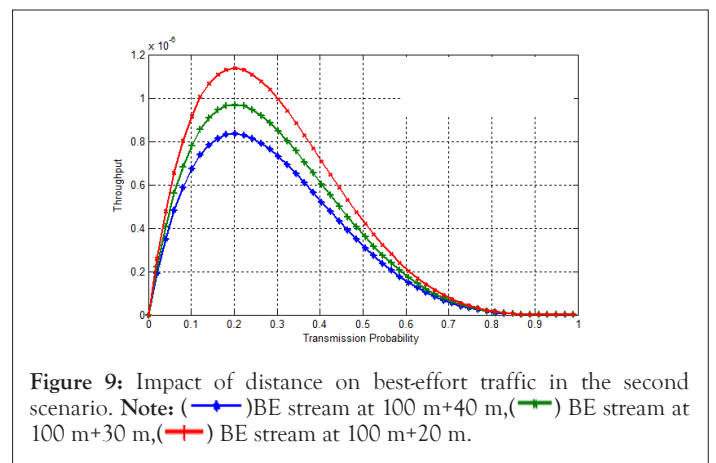 × 10⁻⁶
1.2
1
0.8
0.6
0.4
0.2
0
Throughput
0 0.1 0.2 0.3 0.4 0.5 0.6 0.7 0.8 0.9 1
Transmission Probability
Figure 9: Impact of distance on best-effort traffic in the second
scenario. Note: ( )BE stream at 100 m+40 m,( ) BE stream at
100 m+30 m,( ) BE stream at 100 m+20 m.